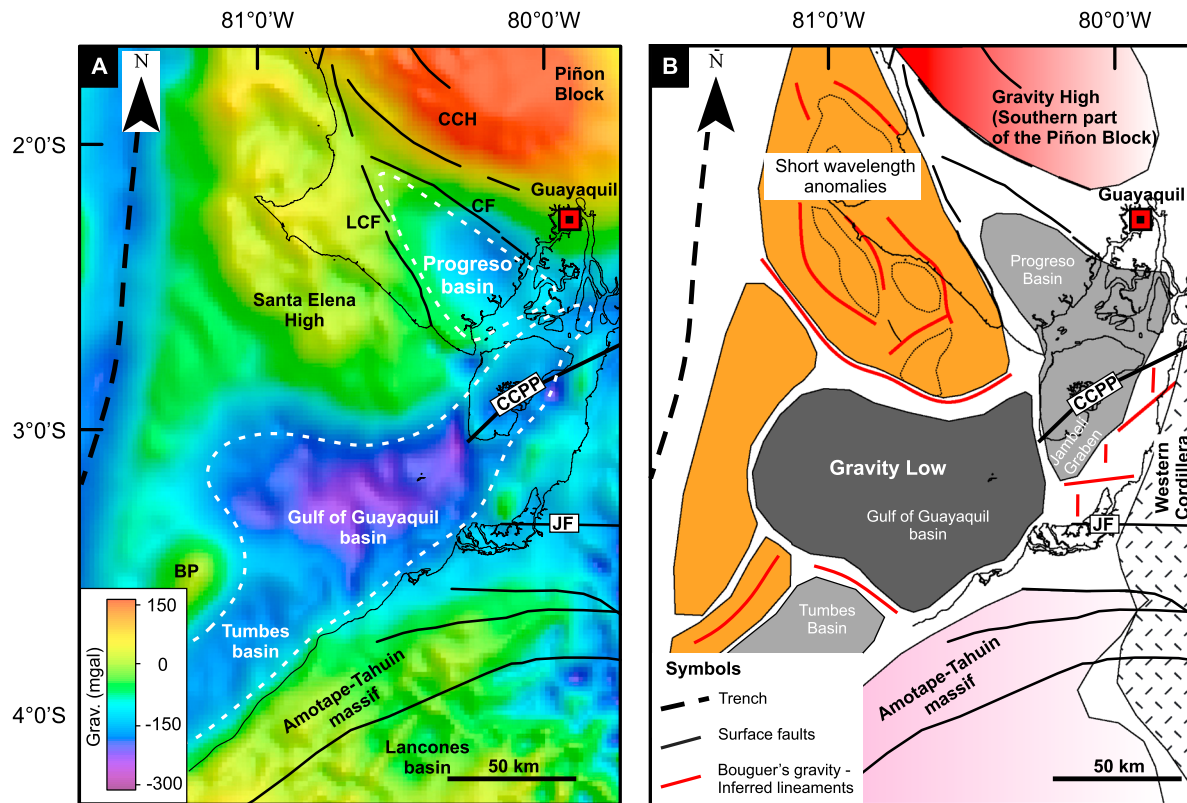 81°0'W
80°0'W
81°0'W
80°0'W
2°0'S
3°0'S
4°0'S
A
N
Piñon
Block
CCH
Guayaquil
CF
LCF
Progreso
basin
Santa Elena
High
CCPP
Gulf of Guayaquil
basin
JF
BP
Tumbes
basin
Amotape-Tahuin
massif
Lancones
basin
50 km
Grav. (mgal)
150
0
-150
-300
B
N
Gravity High
(Southern part
of the Piñon Block)
Short wavelength
anomalies
Guayaquil
Progreso
Basin
CCPP
Jambelí
Graben
Gravity Low
Gulf of Guayaquil
basin
Western
Cordillera
JF
Tumbes
Basin
Amotape-Tahuin
massif
Symbols
Trench
Surface faults
Bouguer's gravity -
Inferred lineaments
50 km